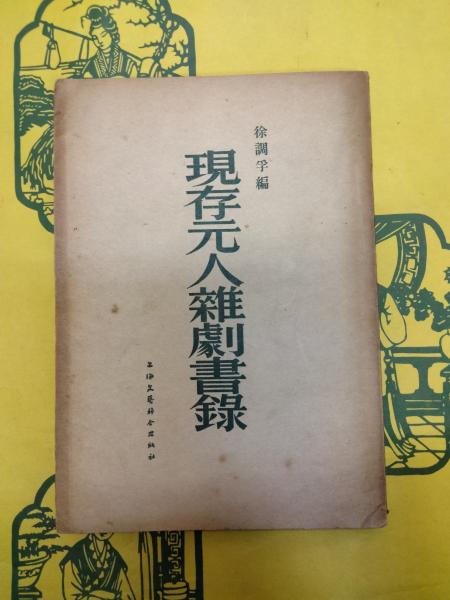 徐調孚編
現存元人雜劇書錄
上海文藝聯合出版社